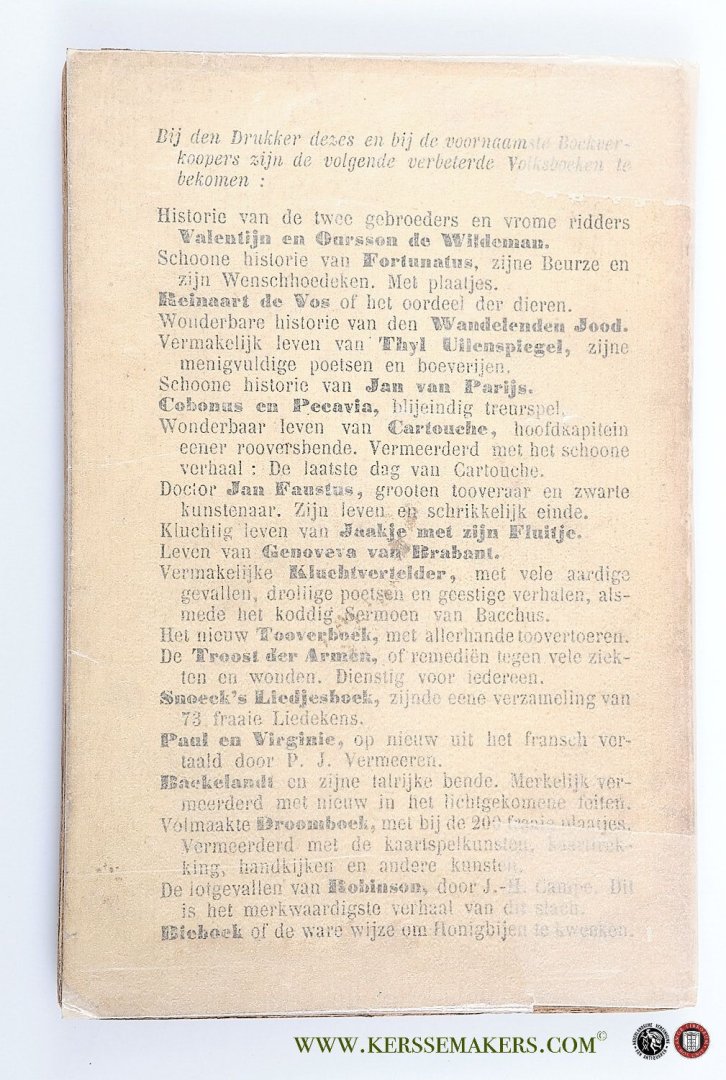 Bij den Drukker dezes en bij de voornaamste Boekver-
koopers zijn de volgende verbeterde Volksboeken te
bekomen :
Historie van de twee gebroeders en vrome ridders
Valentijn en Oursson de Wildeman.
Schoone historie van Fortunatus, zijne Beurze en
zijn Wenschhoedeken. Met plaatjes.
Reinaart de Vos of het oordeel der dieren.
Wonderbare historie van den Wandelenden Jood.
Vermakelijk leven van Thyl Uilenspiegel, zijne
menigvuldige poetsen en boeverijen.
Schoone historie van Jan van Parijs.
Cobonus en Pecavia, blijeindig treurspel.
Wonderbaar leven van Cartouche, hoofdkapitein
eener rooversbende. Vermeerderd met het schoone
verhaal : De laatste dag van Cartouche.
Doctor Jan Faustus, grooten tooveraar en zwarte
kunstenaar. Zijn leven en schrikkelijk einde.
Kluchtig leven van Jaakje met zijn Fluitje.
Leven van Genoveva van Brabant.
Vermakelijke Kluchtverteller, met vele aardige
gevallen, drollige poetsen en geestige verhalen, als-
mede het koddig Sermoen van Bacchus.
Het nieuw Tooverboek, met allerhande toovertoeren.
De Troost der Armen, of remediën tegen vele ziek-
ten en wonden. Dienstig voor iedereen.
Snoeck's Liedjesboek, zijnde eene verzameling van
73 fraaie Liedekens.
Paul en Virginie, op nieuw uit het fransch ver-
taald door P. J. Vermeeren.
Backelandt en zijne talrijke bende. Merkelijk ver-
meerderd met nieuw in het lichtgekomene feiten.
Volmaakte Droomboek, met bij de 200 fraaie plaatjes.
Vermeerderd met de kaartspelkunsten,
king, handkijken en andere kunsten.
De lotgevallen van Robinson, door J.-H. Campe. Dit
is het merkwaardigste verhaal van dit slach.
Bieboek of de ware wijze om Honigbijen te kweeken.
WWW.KERSSEMAKERS.COM©